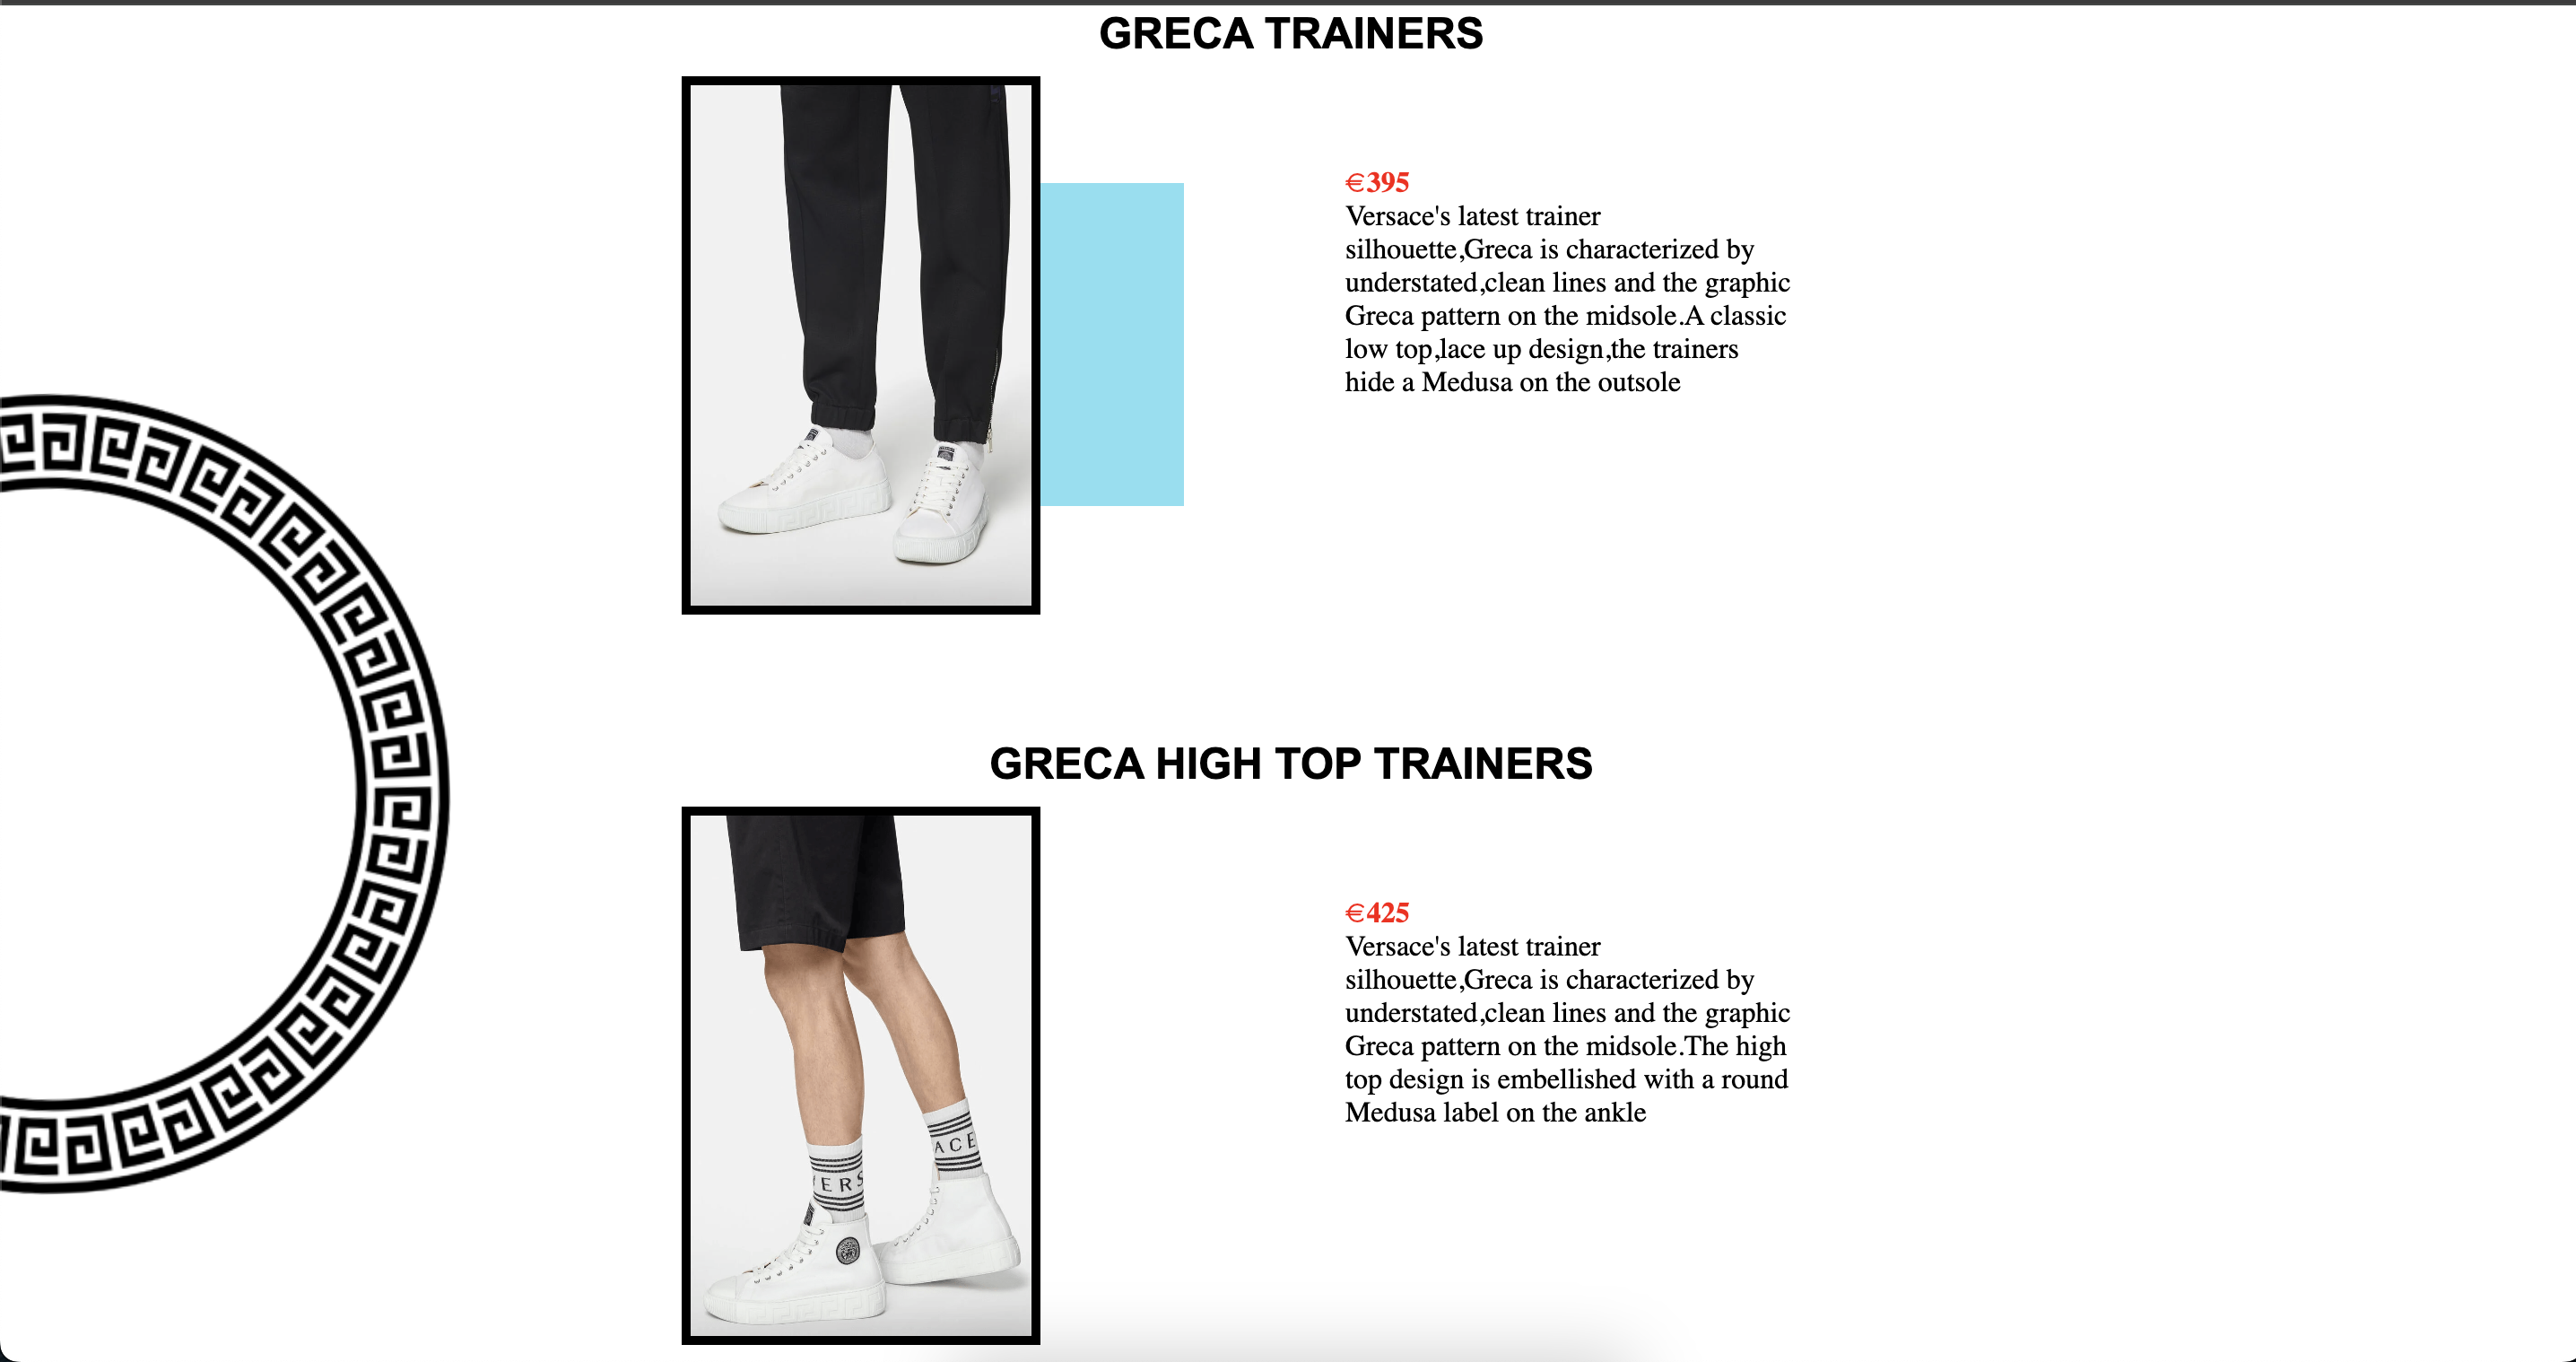 GRECA TRAINERS
€395
Versace's latest trainer
silhouette,Greca is characterized by
understated,clean lines and the graphic
Greca pattern on the midsole.A classic
low top,lace up design,the trainers
hide a Medusa on the outsole
GRECA HIGH TOP TRAINERS
€425
Versace's latest trainer
silhouette,Greca is characterized by
understated,clean lines and the graphic
Greca pattern on the midsole.The high
top design is embellished with a round
Medusa label on the ankle
ACE
VERS